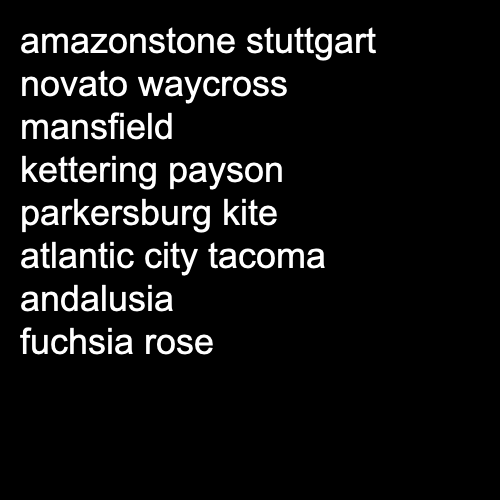 amazonstone stuttgart
novato waycross
mansfield
kettering payson
parkersburg kite
atlantic city tacoma
andalusia
fuchsia rose